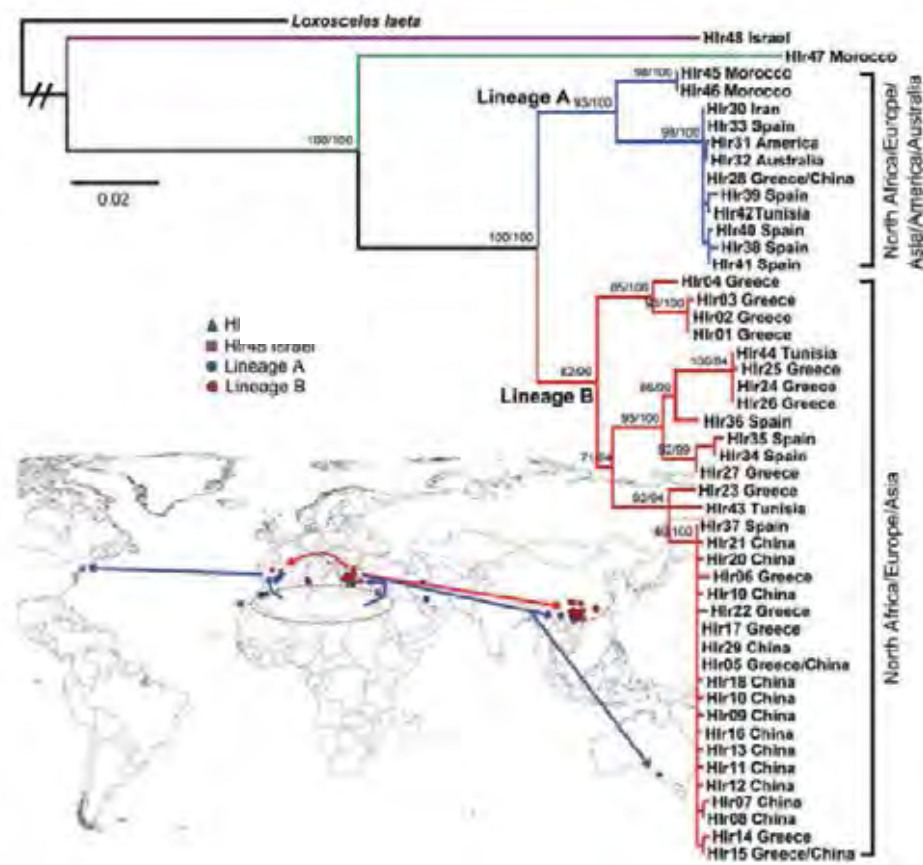 Loxosceles laeta
Hlr48 Israel
Hlr47 Morocco
98/100
Hlr45 Morocco
Hlr46 Morocco
Lineage A
93/100
Hlr30 Iran
Hlr33 Spain
98/100
Hlr31 America
Hlr32 Australia
Hlr28 Greece/China
Hlr39 Spain
Hlr42Tunisia
Hlr40 Spain
Hlr38 Spain
Hlr41 Spain
North Africa/Europe/
Asia/America/Australia
100/100
0.02
100/100
Hlr04 Greece
85/100
Hlr03 Greece
Hlr02 Greece
Hlr01 Greece
Hlr44 Tunisia
Hlr25 Greece
Hlr24 Greece
Hlr26 Greece
Lineage B
Hlr36 Spain
95/100
Hlr35 Spain
Hlr34 Spain
Hlr27 Greece
Hlr23 Greece
Hlr43 Tunisia
Hlr37 Spain
Hlr21 China
Hlr20 China
Hlr06 Greece
Hlr19 China
Hlr22 Greece
Hlr17 Greece
Hlr29 China
Hlr05 Greece/China
Hlr18 China
Hlr10 China
Hlr09 China
Hlr16 China
Hlr13 China
Hlr11 China
Hlr12 China
Hlr07 China
Hlr08 China
Hlr14 Greece
Hlr15 Greece/China
North Africa/Europe/Asia
Hl
Hlr48 Israel
Lineage A
Lineage B